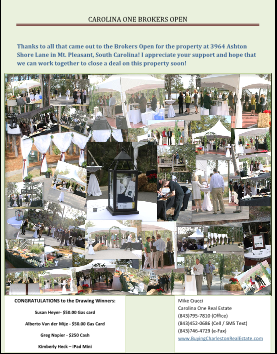 CAROLINA ONE BROKERS OPEN
Thanks to all that came out to the Brokers Open for the property at 3964 Ashton
Shore Lane in Mt. Pleasant, South Carolina! I appreciate your support and hope that
we can work together to close a deal on this property soon!
CONGRATULATIONS to the Drawing Winners:
Susan Heyer- $50.00 Gas card
Alberto Van der Mije - $50.00 Gas Card
Greg Napier - $250 Cash
Kimberly Heck - iPad Mini
Mike Ciucci
Carolina One Real Estate
(843)795-7810 (Office)
(843)452-0686 (Cell / SMS Text)
(843)746-4729 (e-Fax)
www.BuyingCharlestonRealEstate.com